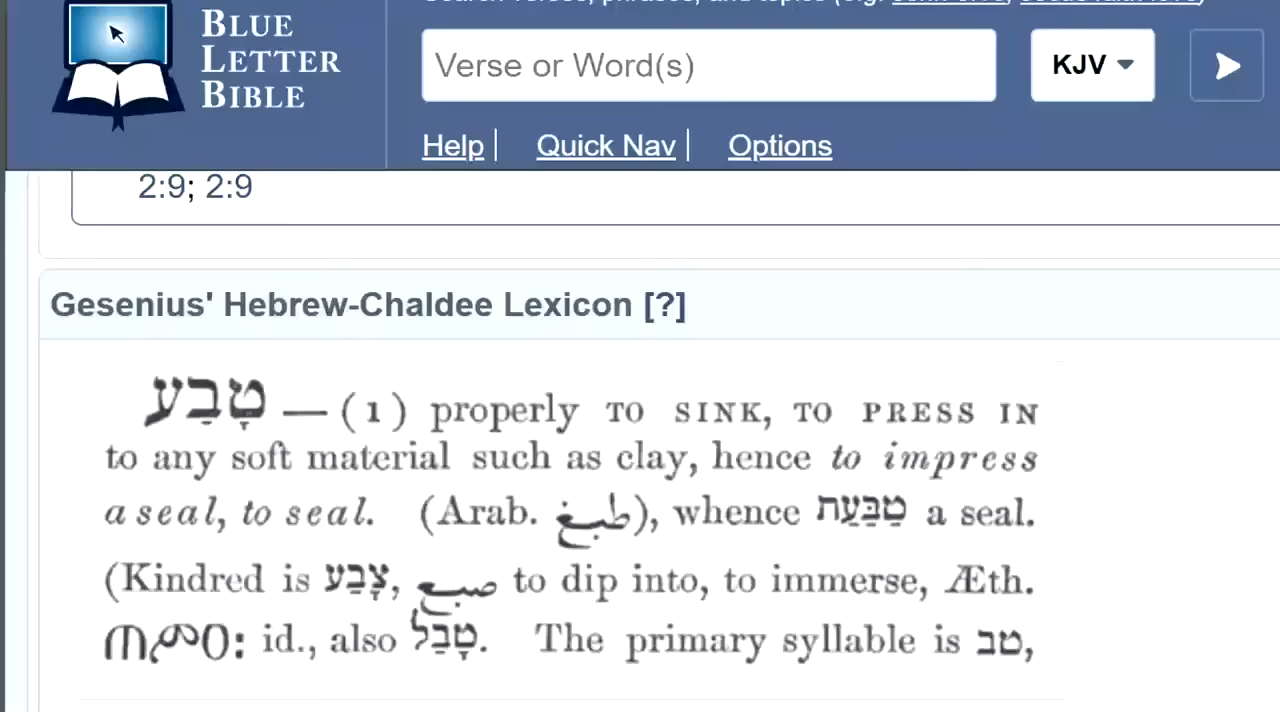 BLUE
LETTER
BIBLE
Verse or Word(s)
KJV
Help | Quick Nav | Options
2:9; 2:9
Gesenius' Hebrew-Chaldee Lexicon [?]
טָבַע — (1) properly TO SINK, TO PRESS IN
to any soft material such as clay, hence to impress
a seal, to seal. (Arab. طبغ), whence טַבַּעַת a seal.
(Kindred is צָבַע, صبع to dip into, to immerse, Æth.
ጠምዐ: id., also טָבַל. The primary syllable is טב,